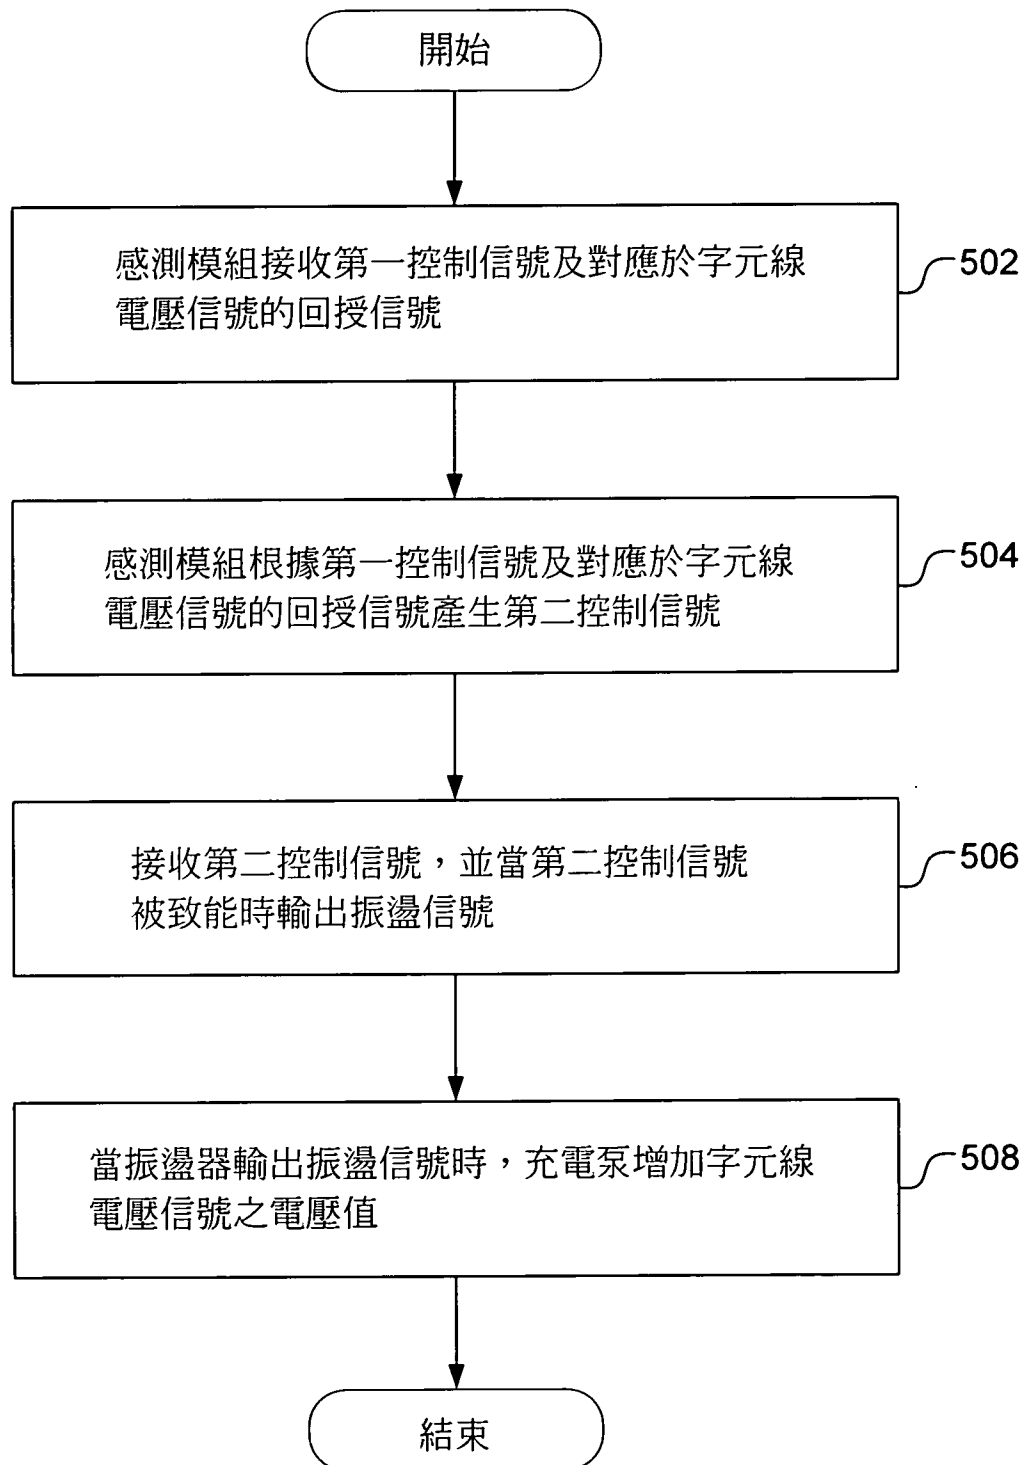 開始
感測模組接收第一控制信號及對應於字元線
電壓信號的回授信號
502
感測模組根據第一控制信號及對應於字元線
電壓信號的回授信號產生第二控制信號
504
接收第二控制信號，並當第二控制信號
被致能時輸出振盪信號
506
當振盪器輸出振盪信號時，充電泵增加字元線
電壓信號之電壓值
508
結束